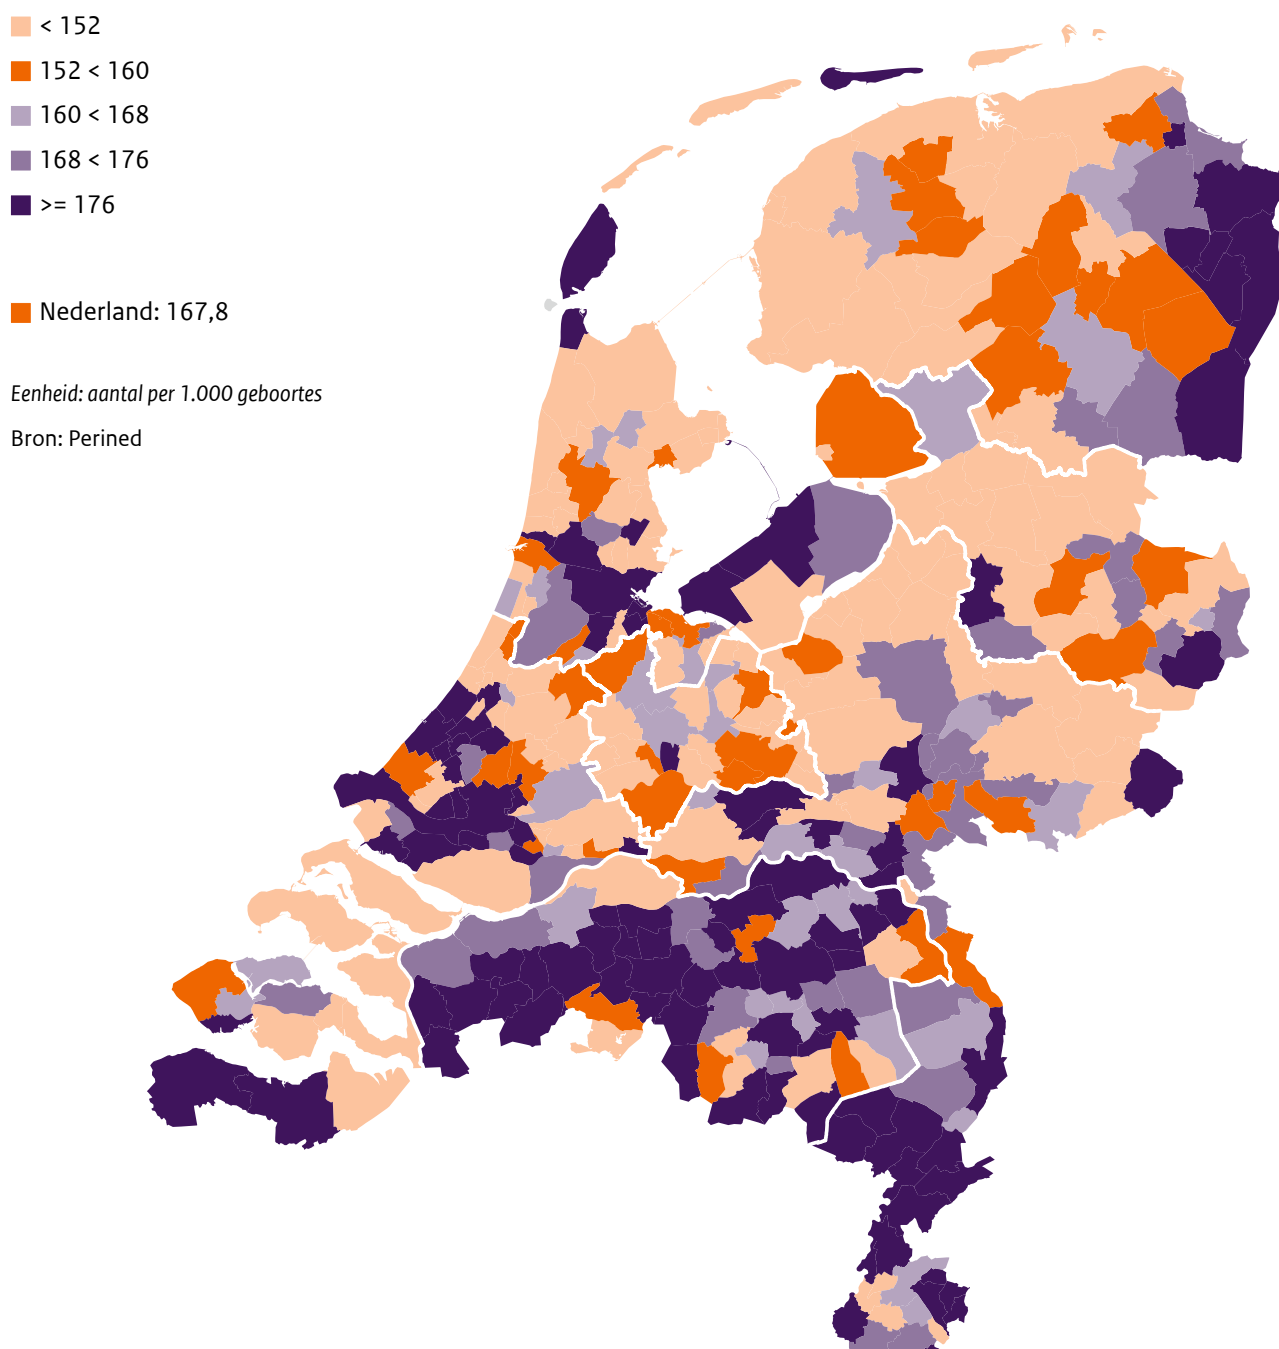 < 152
152 < 160
160 < 168
168 < 176
>= 176
Nederland: 167,8
Eenheid: aantal per 1.000 geboortes
Bron: Perined